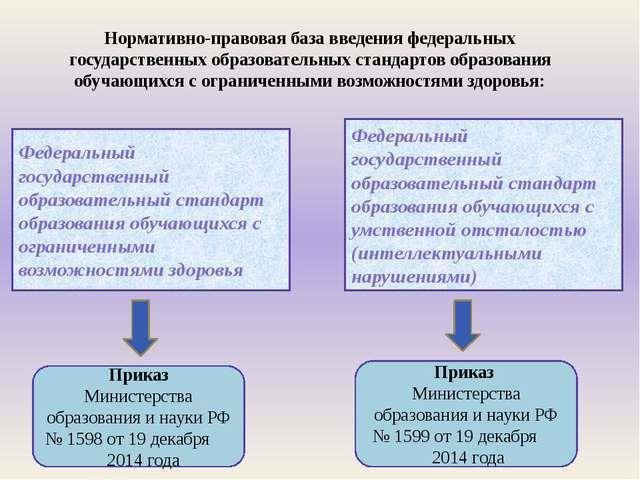 Нормативно-правовая база введения федеральных
государственных образовательных стандартов образования
обучающихся с ограниченными возможностями здоровья:
Федеральный
государственный
образовательный стандарт
образования обучающихся с
ограниченными
возможностями здоровья
Федеральный
государственный
образовательный стандарт
образования обучающихся с
умственной отсталостью
(интеллектуальными
нарушениями)
Приказ
Министерства
образования и науки РФ
№ 1598 от 19 декабря
2014 года
Приказ
Министерства
образования и науки РФ
№ 1599 от 19 декабря
2014 года